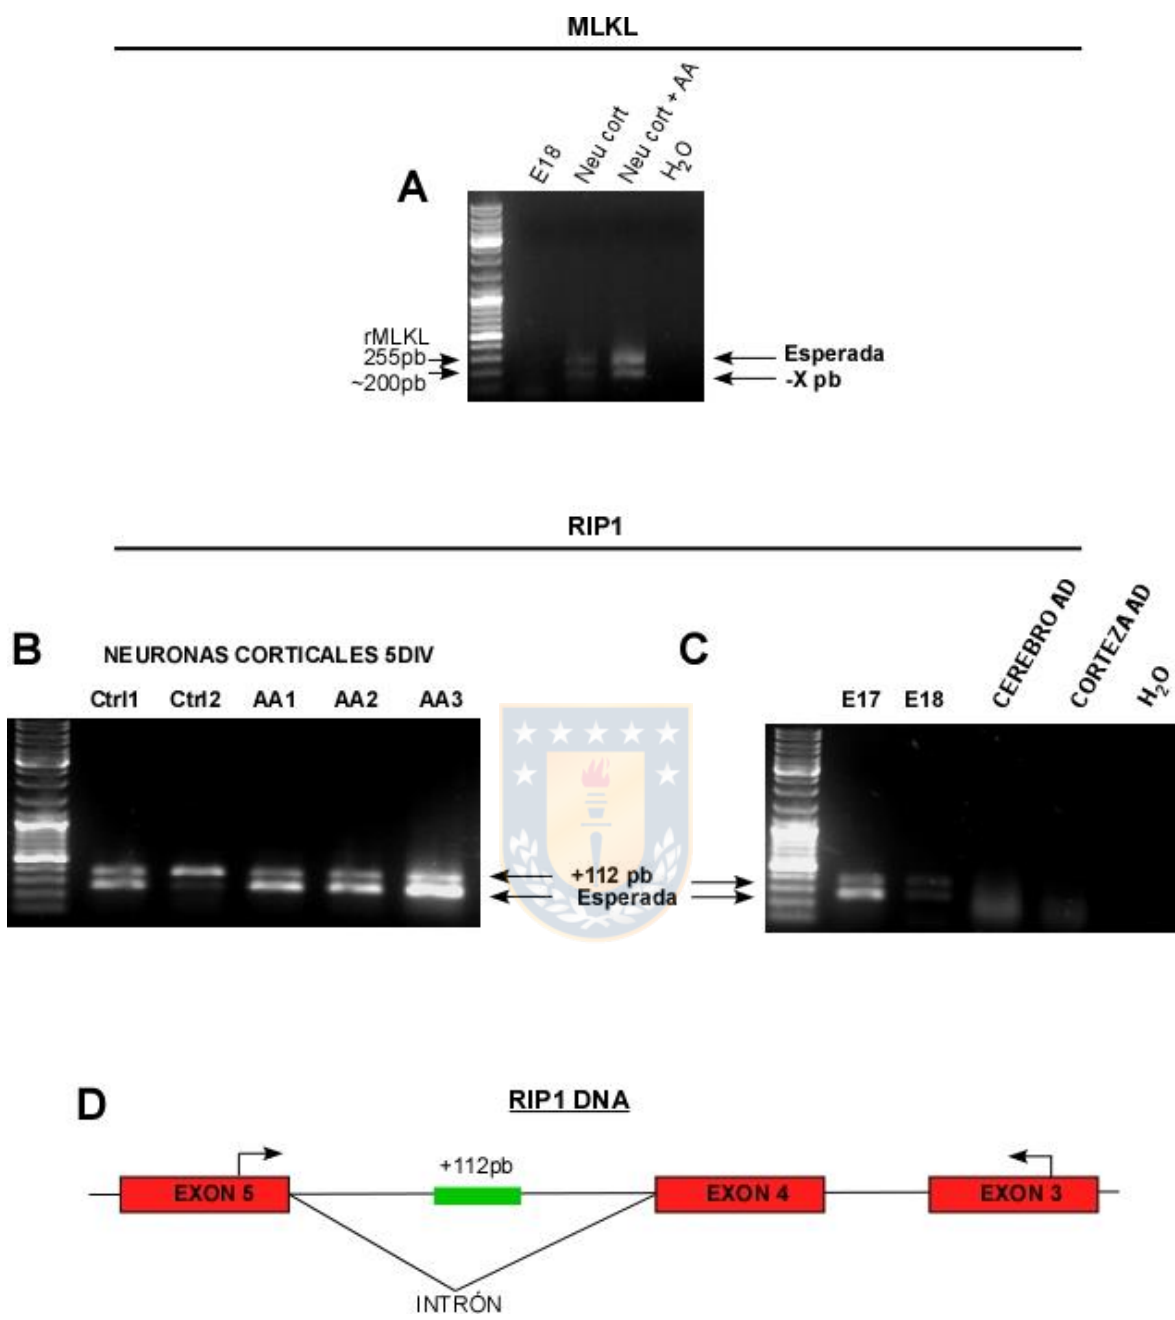 MLKL
A
E18
Neu cort
Neu cort + AA
H₂O
rMLKL
255pb
~200pb
Esperada
-X pb
RIP1
B
NEURONAS CORTICALES 5DIV
Ctrl1 Ctrl2 AA1 AA2 AA3
C
E17 E18 CEREBRO AD CORTEZA AD H₂O
+112 pb
Esperada
D
RIP1 DNA
+112pb
EXON 5 EXON 4 EXON 3
INTRÓN